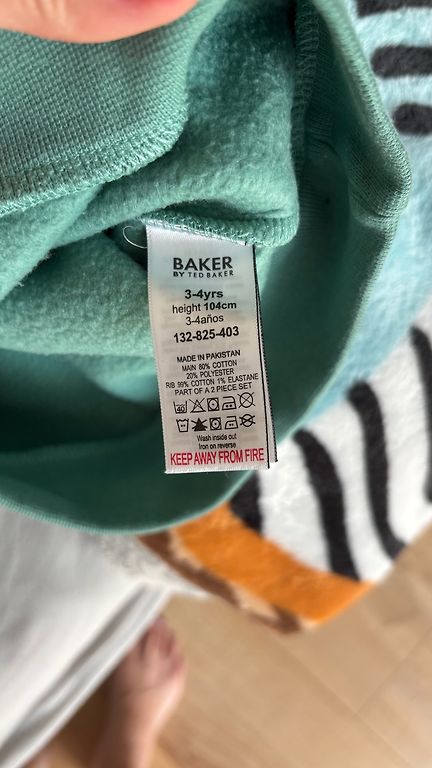 BAKER
BY TED BAKER
3-4yrs
height 104cm
3-4años
132-825-403
MADE IN PAKISTAN
MAIN 80% COTTON
20% POLYESTER
RIB 99% COTTON 1% ELASTANE
PART OF A 2 PIECE SET
40
Wash inside out
Iron on reverse
KEEP AWAY FROM FIRE